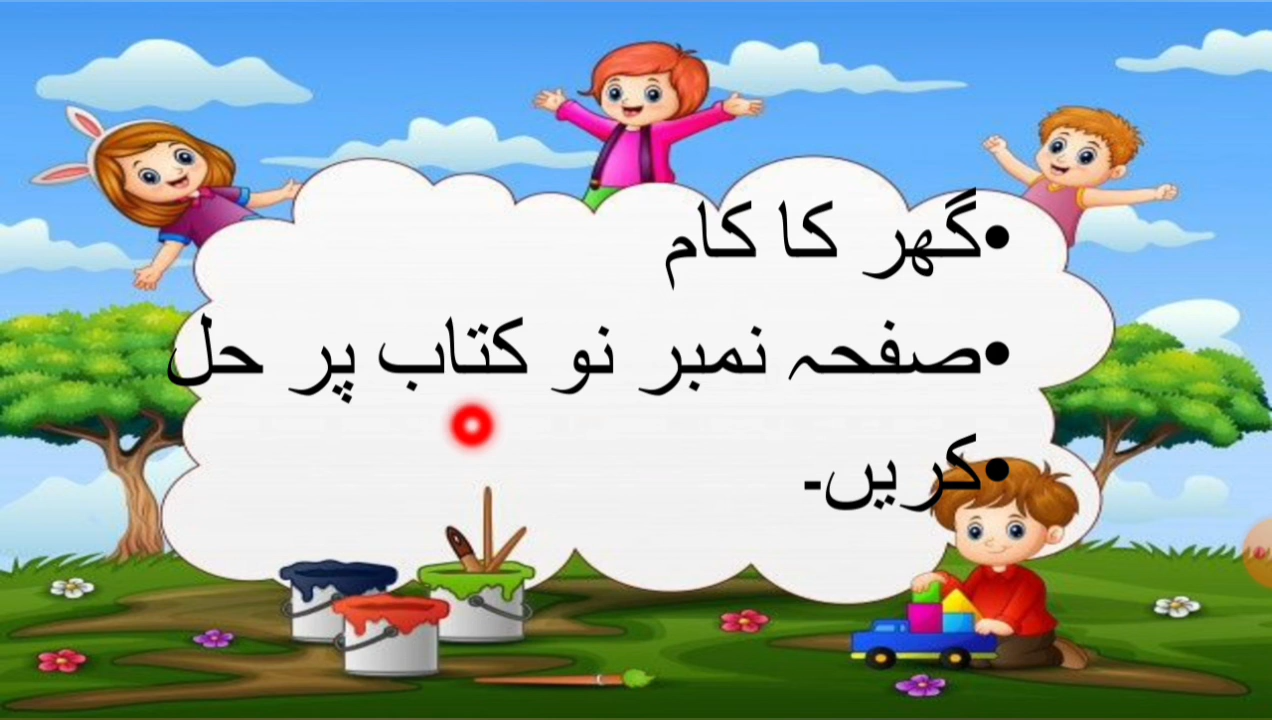 •گھر کا کام
•صفحہ نمبر نو کتاب پر حل
•کریں۔